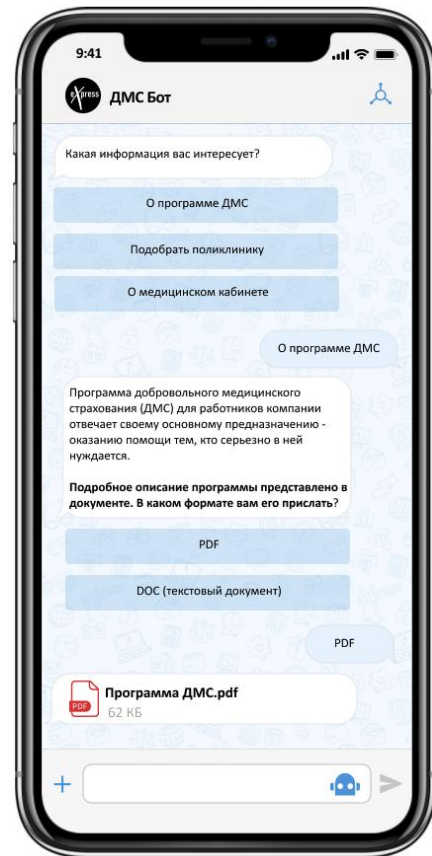 9:41
eXpress
ДМС Бот
Какая информация вас интересует?
О программе ДМС
Подобрать поликлинику
О медицинском кабинете
О программе ДМС
Программа добровольного медицинского
страхования (ДМС) для работников компании
отвечает своему основному предназначению -
оказанию помощи тем, кто серьезно в ней
нуждается.
Подробное описание программы представлено в
документе. В каком формате вам его прислать?
PDF
DOC (текстовый документ)
PDF
PDF
Программа ДМС.pdf
62 КБ